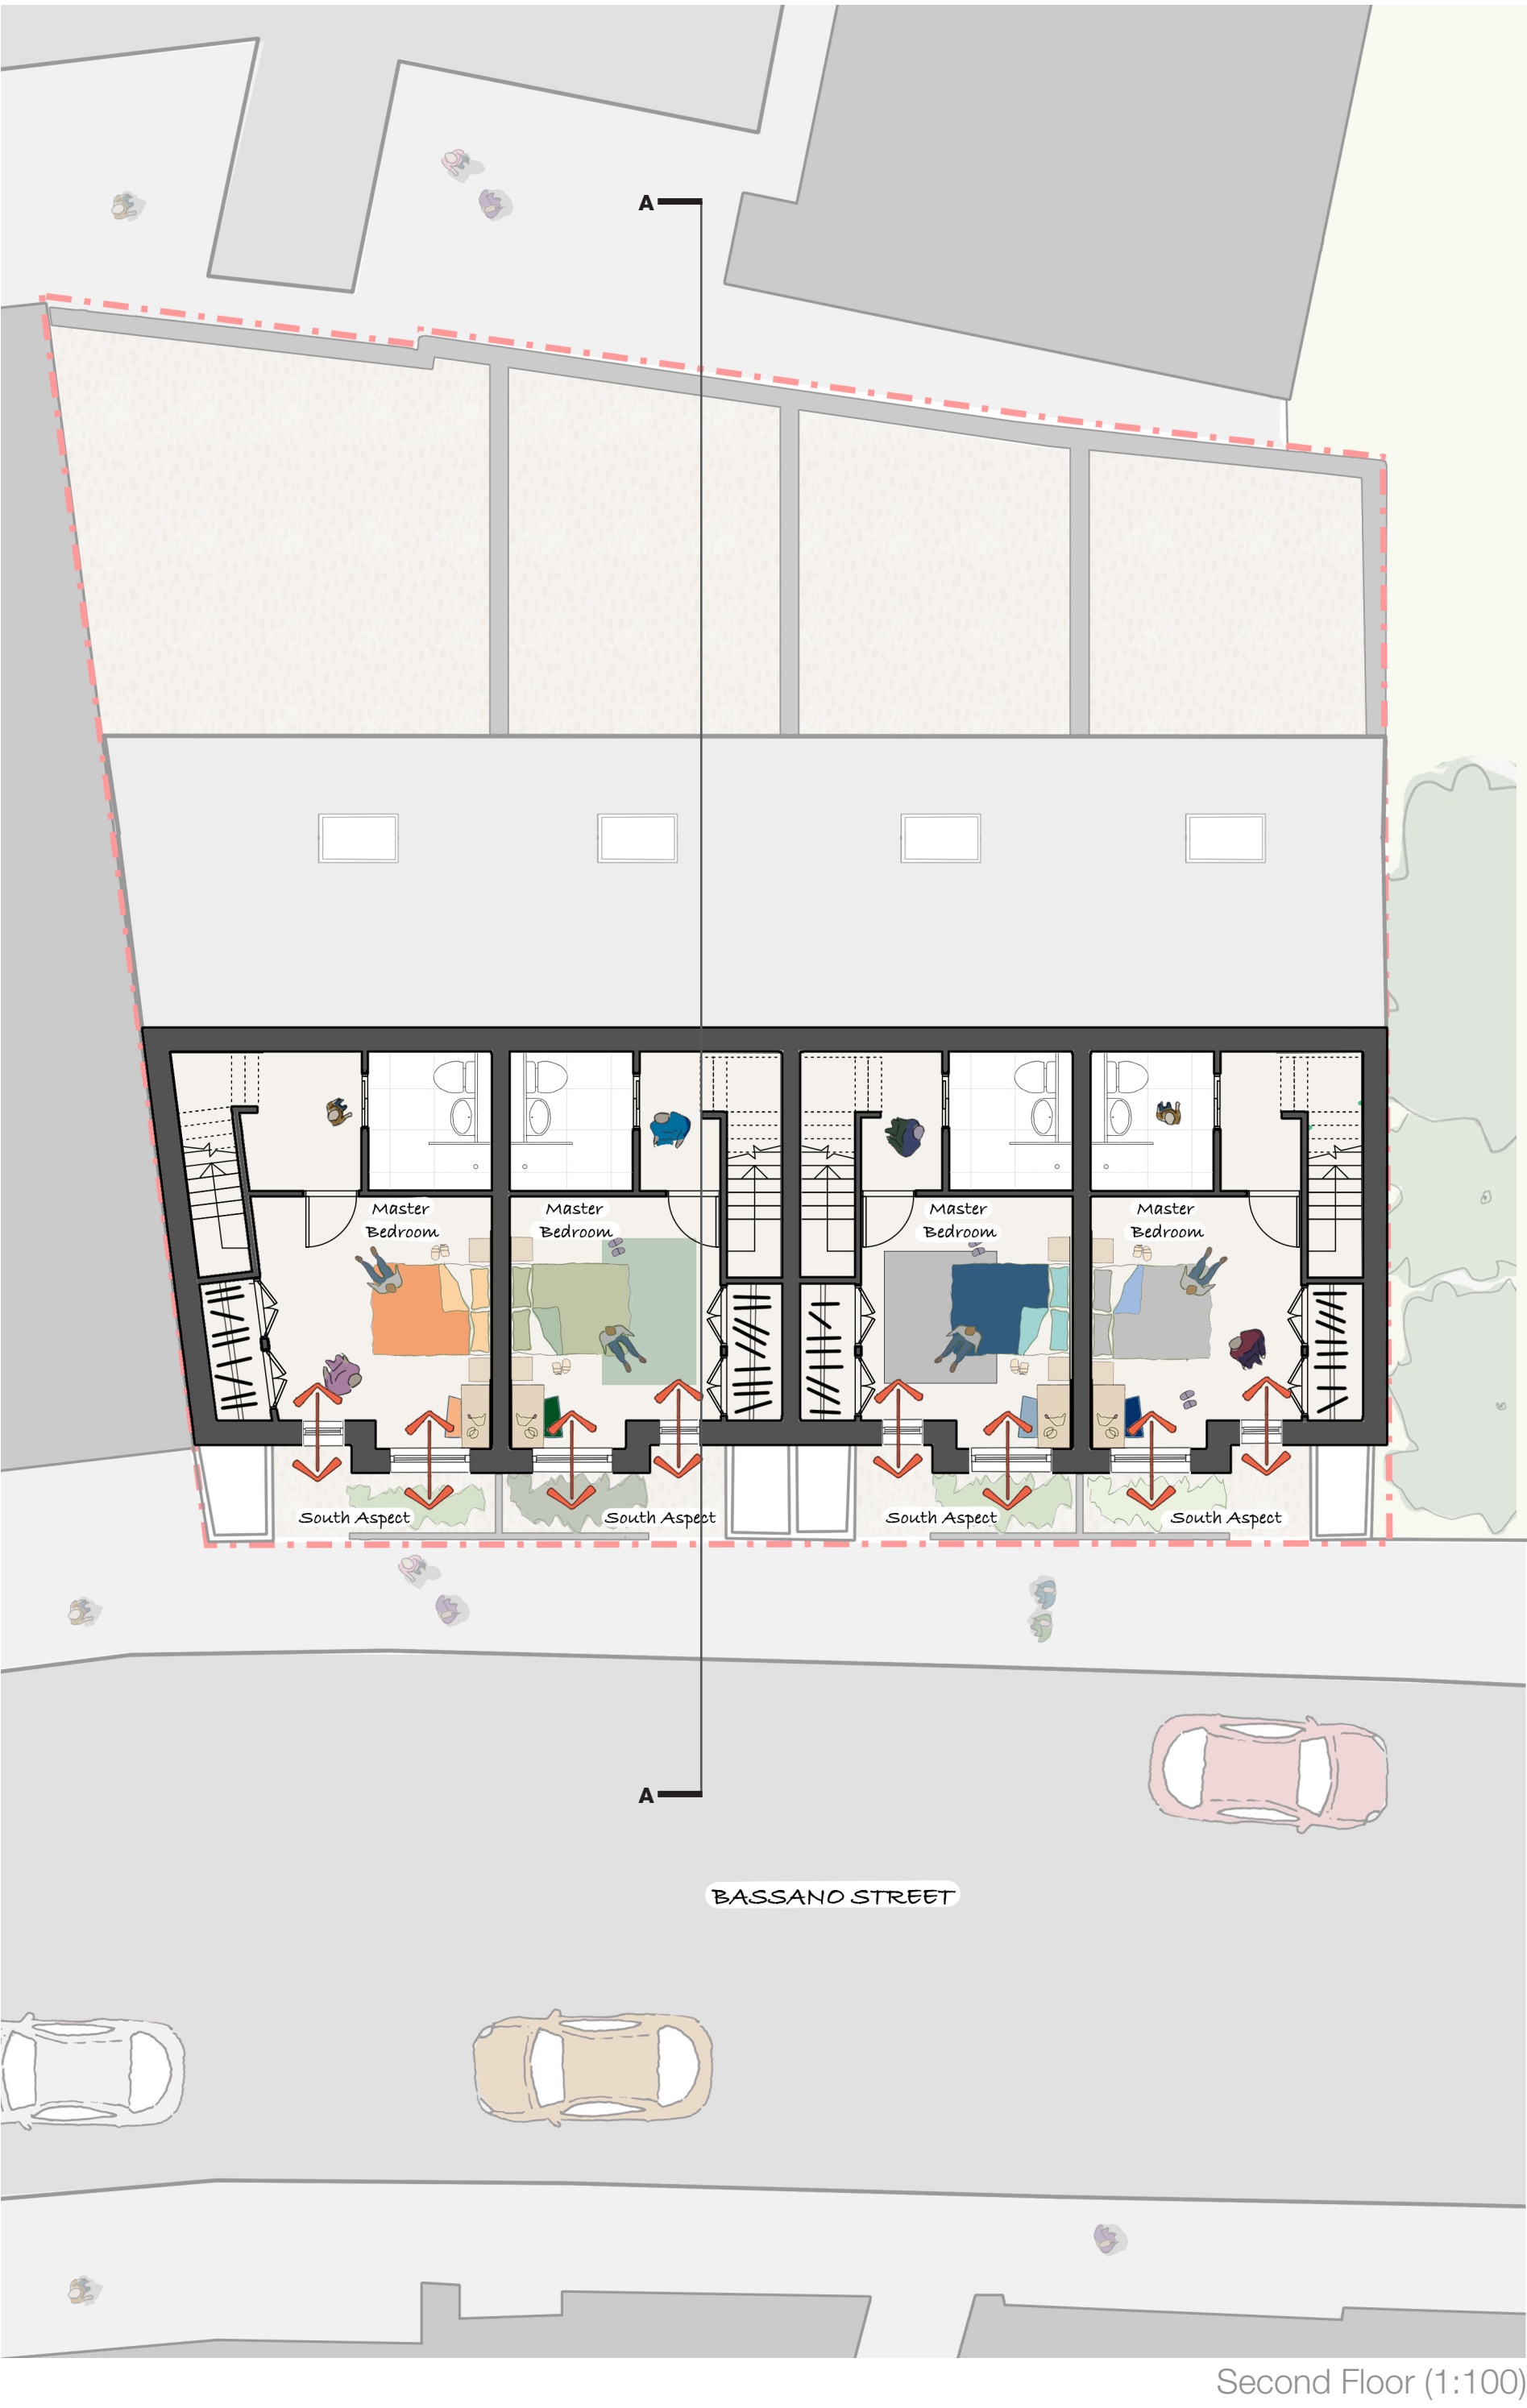 A
Master
Bedroom
Master
Bedroom
Master
Bedroom
Master
Bedroom
South Aspect
South Aspect
South Aspect
South Aspect
A
BASSANO STREET
Second Floor (1:100)